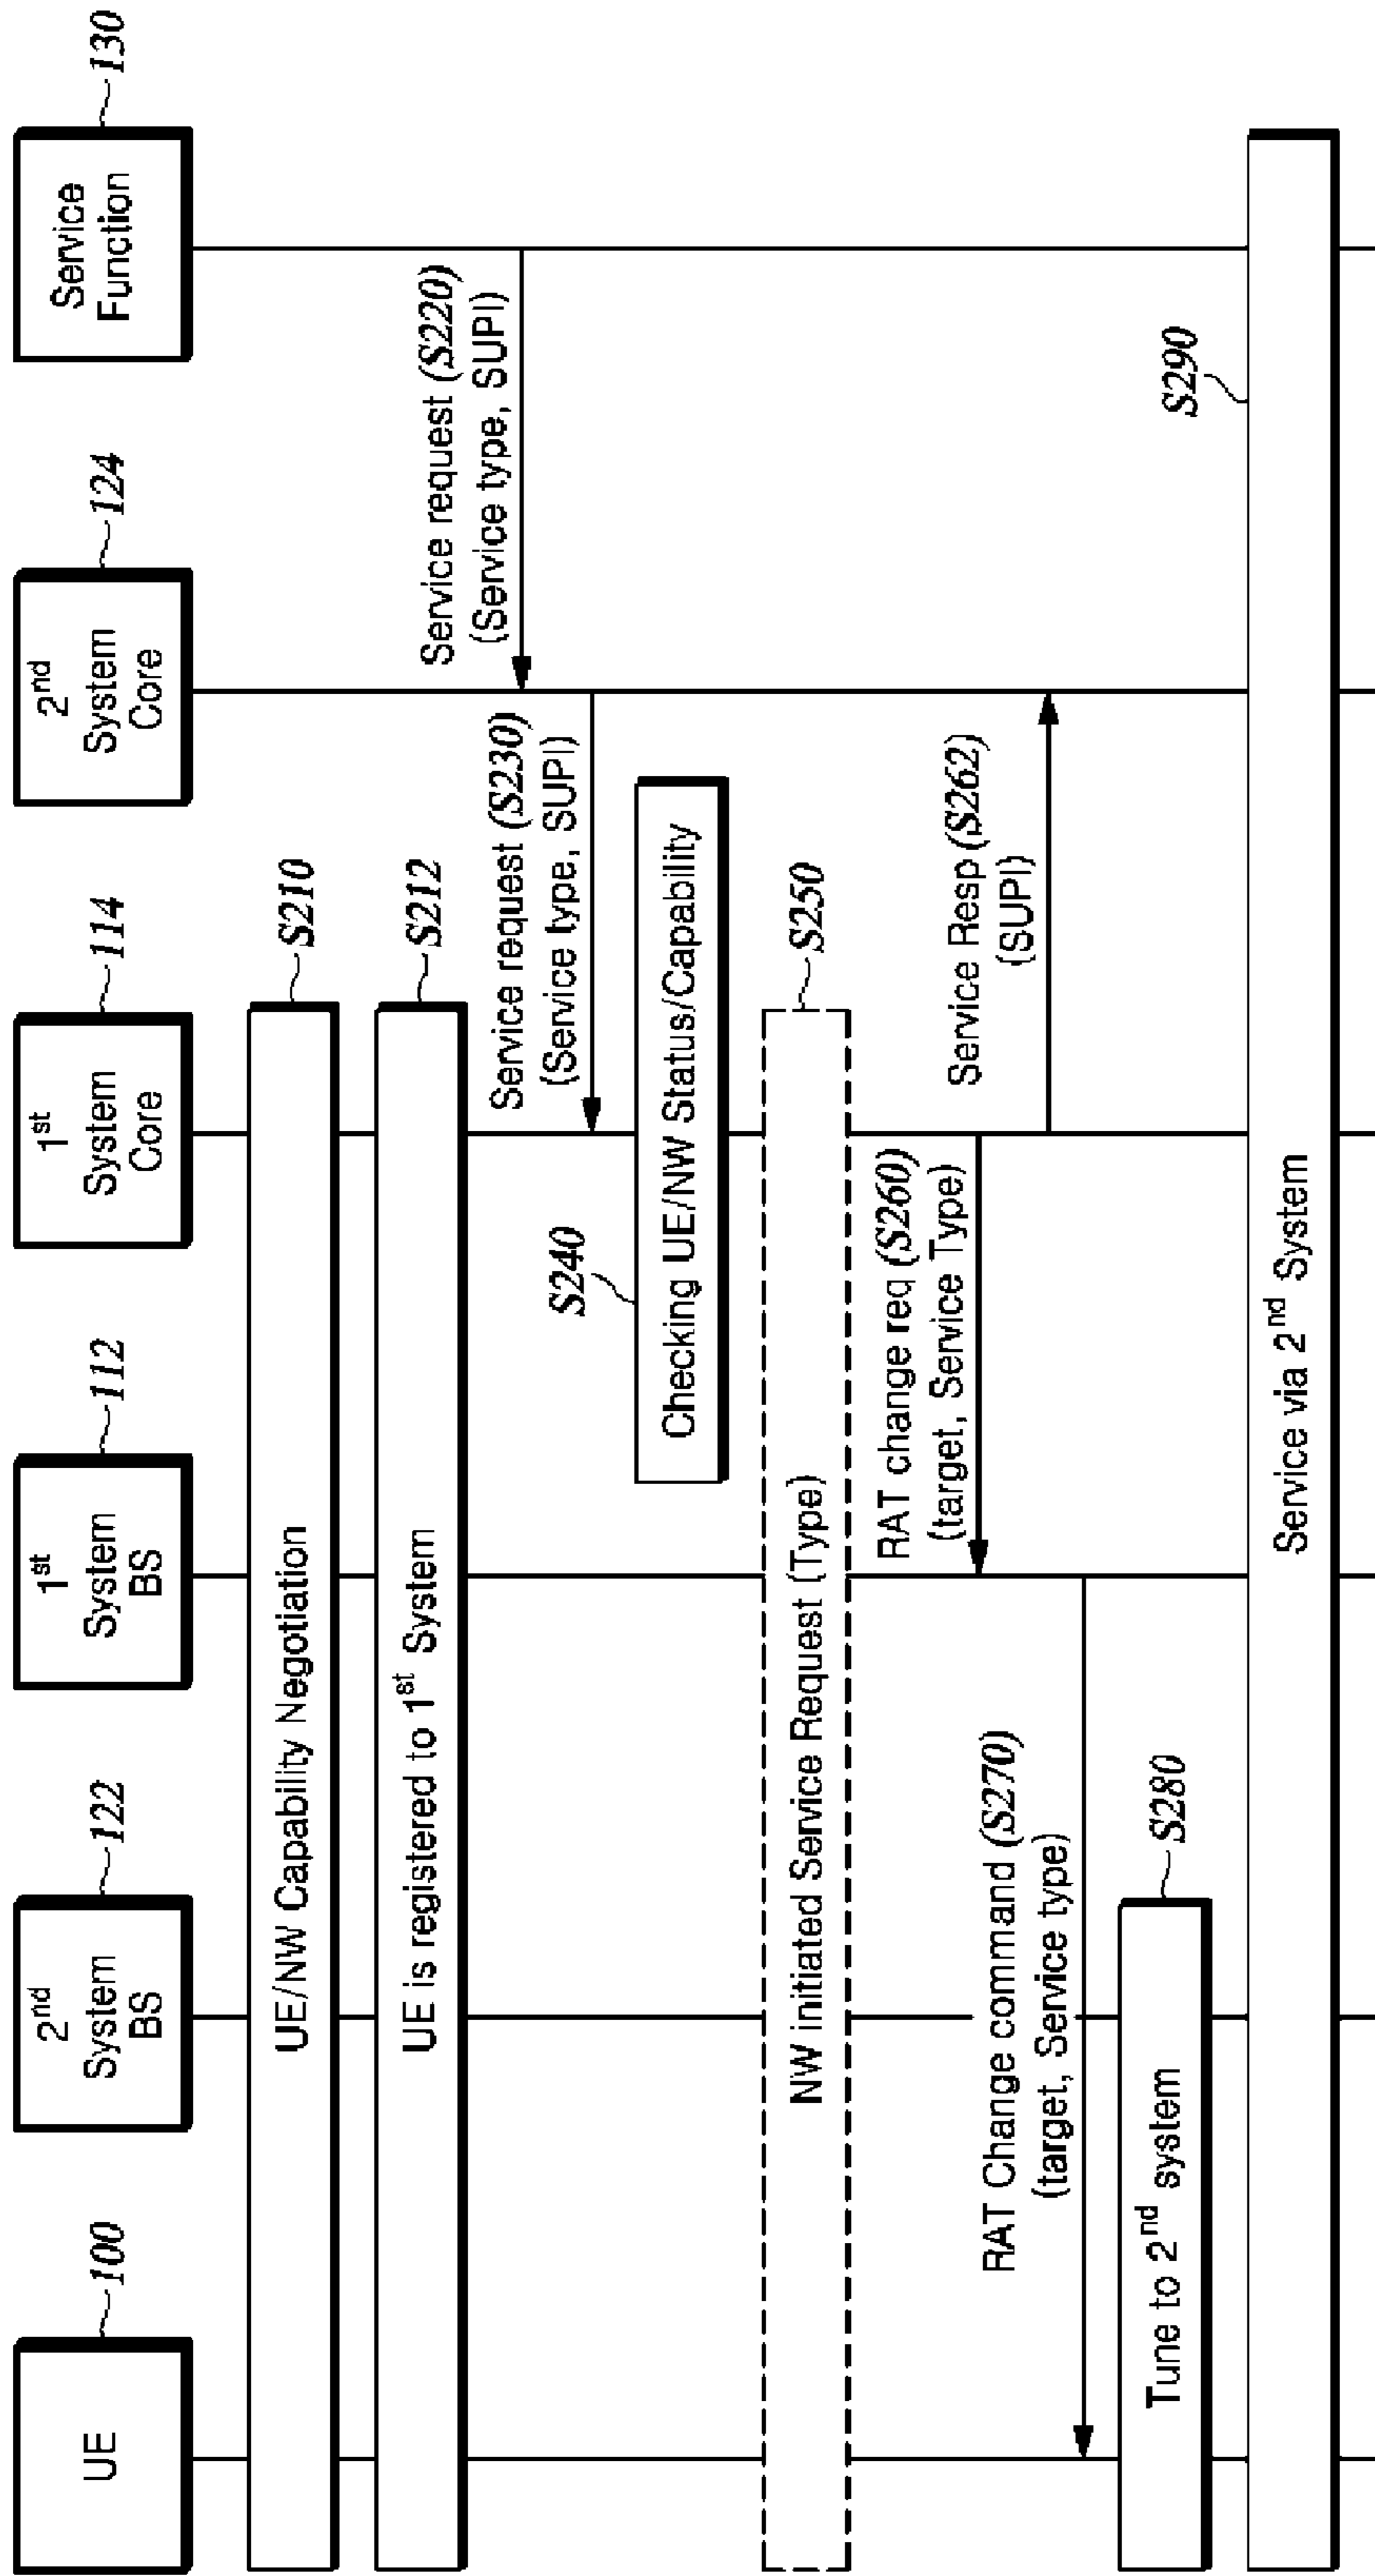 UE
100
2nd
System
BS
122
1st
System
BS
112
1st
System
Core
114
2nd
System
Core
124
Service
Function
130
UE/NW Capability Negotiation
S210
UE is registered to 1st System
S212
Service request (S220)
(Service type, SUPI)
Service request (S230)
(Service type, SUPI)
S240
Checking UE/NW Status/Capability
NW initiated Service Request (Type)
S250
RAT change req (S260)
(target, Service Type)
Service Resp (S262)
(SUPI)
RAT Change command (S270)
(target, Service type)
Tune to 2nd system
S280
S290
Service via 2nd System